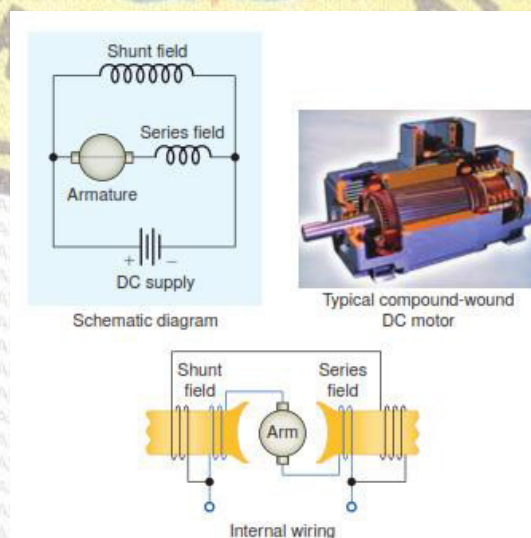 Shunt field
Series field
Armature
+ −
DC supply
Schematic diagram
Typical compound-wound
DC motor
Shunt
field
Series
field
Arm
Internal wiring